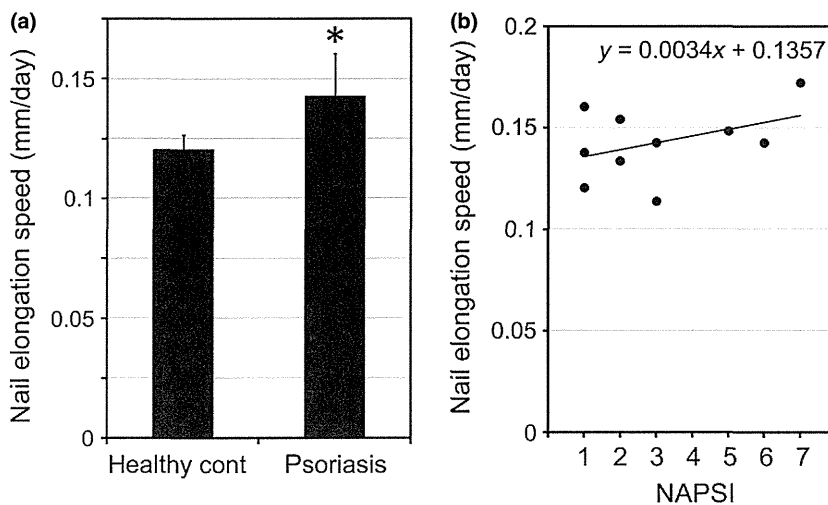 (a)
Nail elongation speed (mm/day)
0.15
0.1
0.05
0
*
Healthy cont Psoriasis
(b)
Nail elongation speed (mm/day)
0.2
0.15
0.1
0.05
0
y = 0.0034x + 0.1357
1 2 3 4 5 6 7
NAPSI